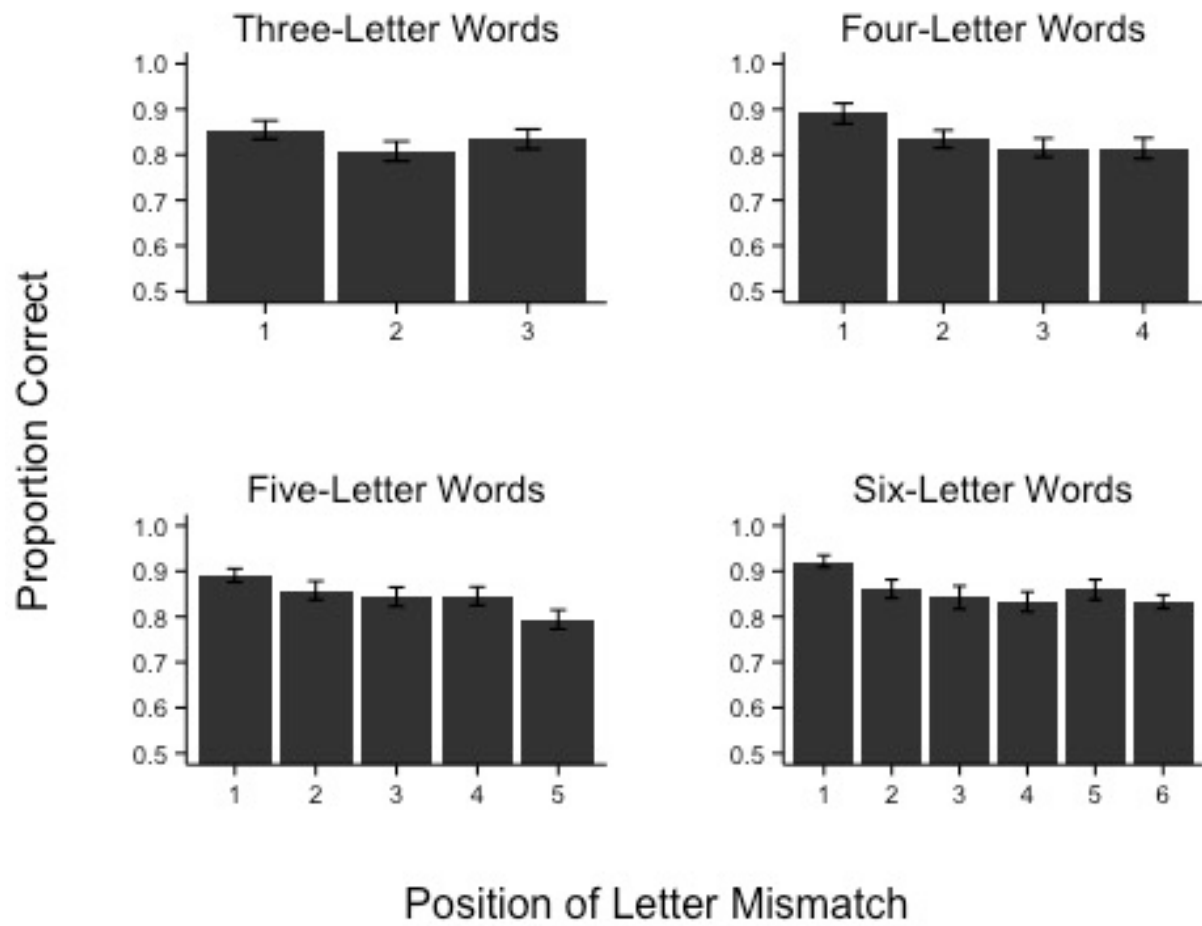 Three-Letter Words
1.0
0.9
0.8
0.7
0.6
0.5
1 2 3
Four-Letter Words
1.0
0.9
0.8
0.7
0.6
0.5
1 2 3 4
Proportion Correct
Five-Letter Words
1.0
0.9
0.8
0.7
0.6
0.5
1 2 3 4 5
Six-Letter Words
1.0
0.9
0.8
0.7
0.6
0.5
1 2 3 4 5 6
Position of Letter Mismatch